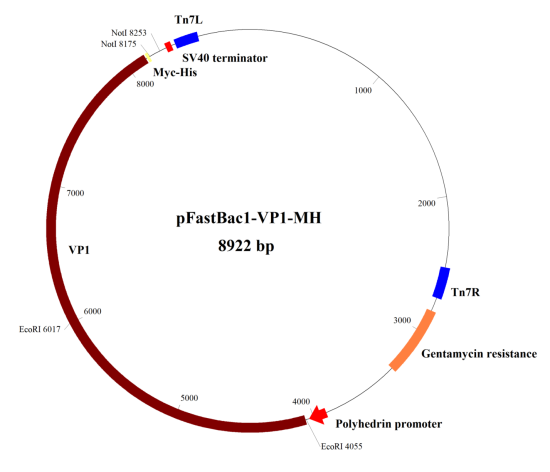 Tn7L
NotI 8253
NotI 8175
SV40 terminator
Myc-His
8000
1000
7000
2000
pFastBac1-VP1-MH
8922 bp
VP1
Tn7R
6000
3000
EcoRI 6017
Gentamycin resistance
5000
4000
Polyhedrin promoter
EcoRI 4055